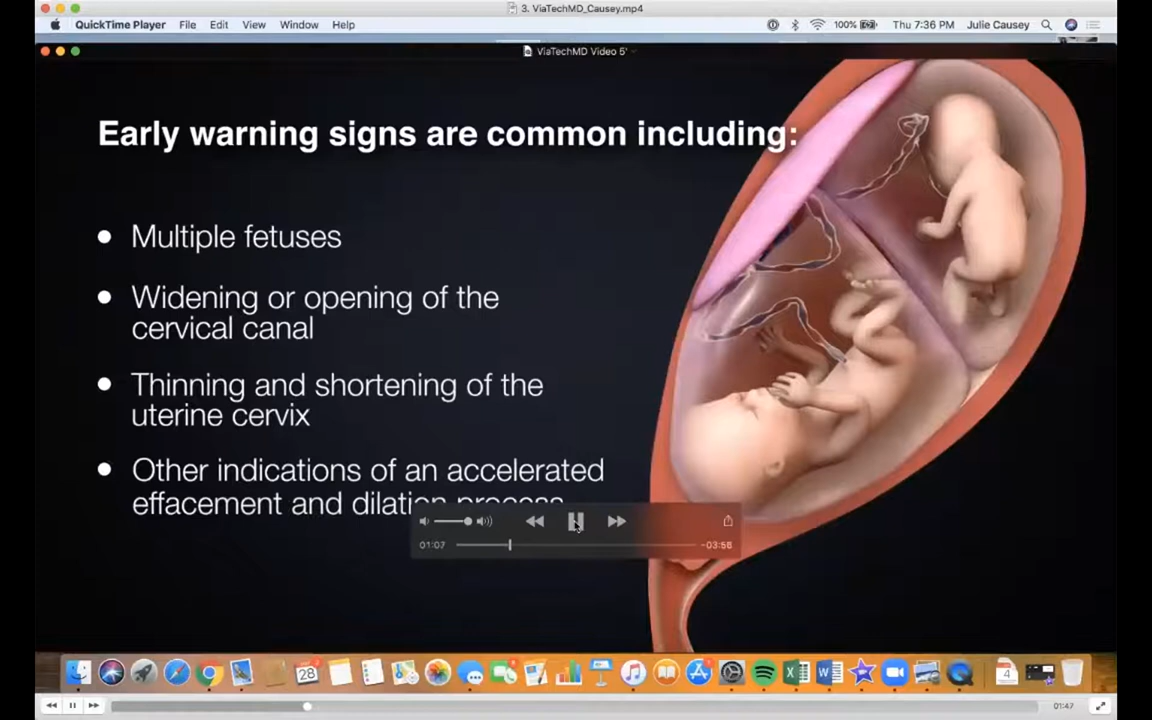 3. ViaTechMD_Causey.mp4
QuickTime Player File Edit View Window Help 100% Thu 7:36 PM Julie Causey
ViaTechMD Video 5'
Early warning signs are common including:
• Multiple fetuses
• Widening or opening of the
cervical canal
• Thinning and shortening of the
uterine cervix
• Other indications of an accelerated
effacement and dilation process
01:07 -03:58
28
4
01:47